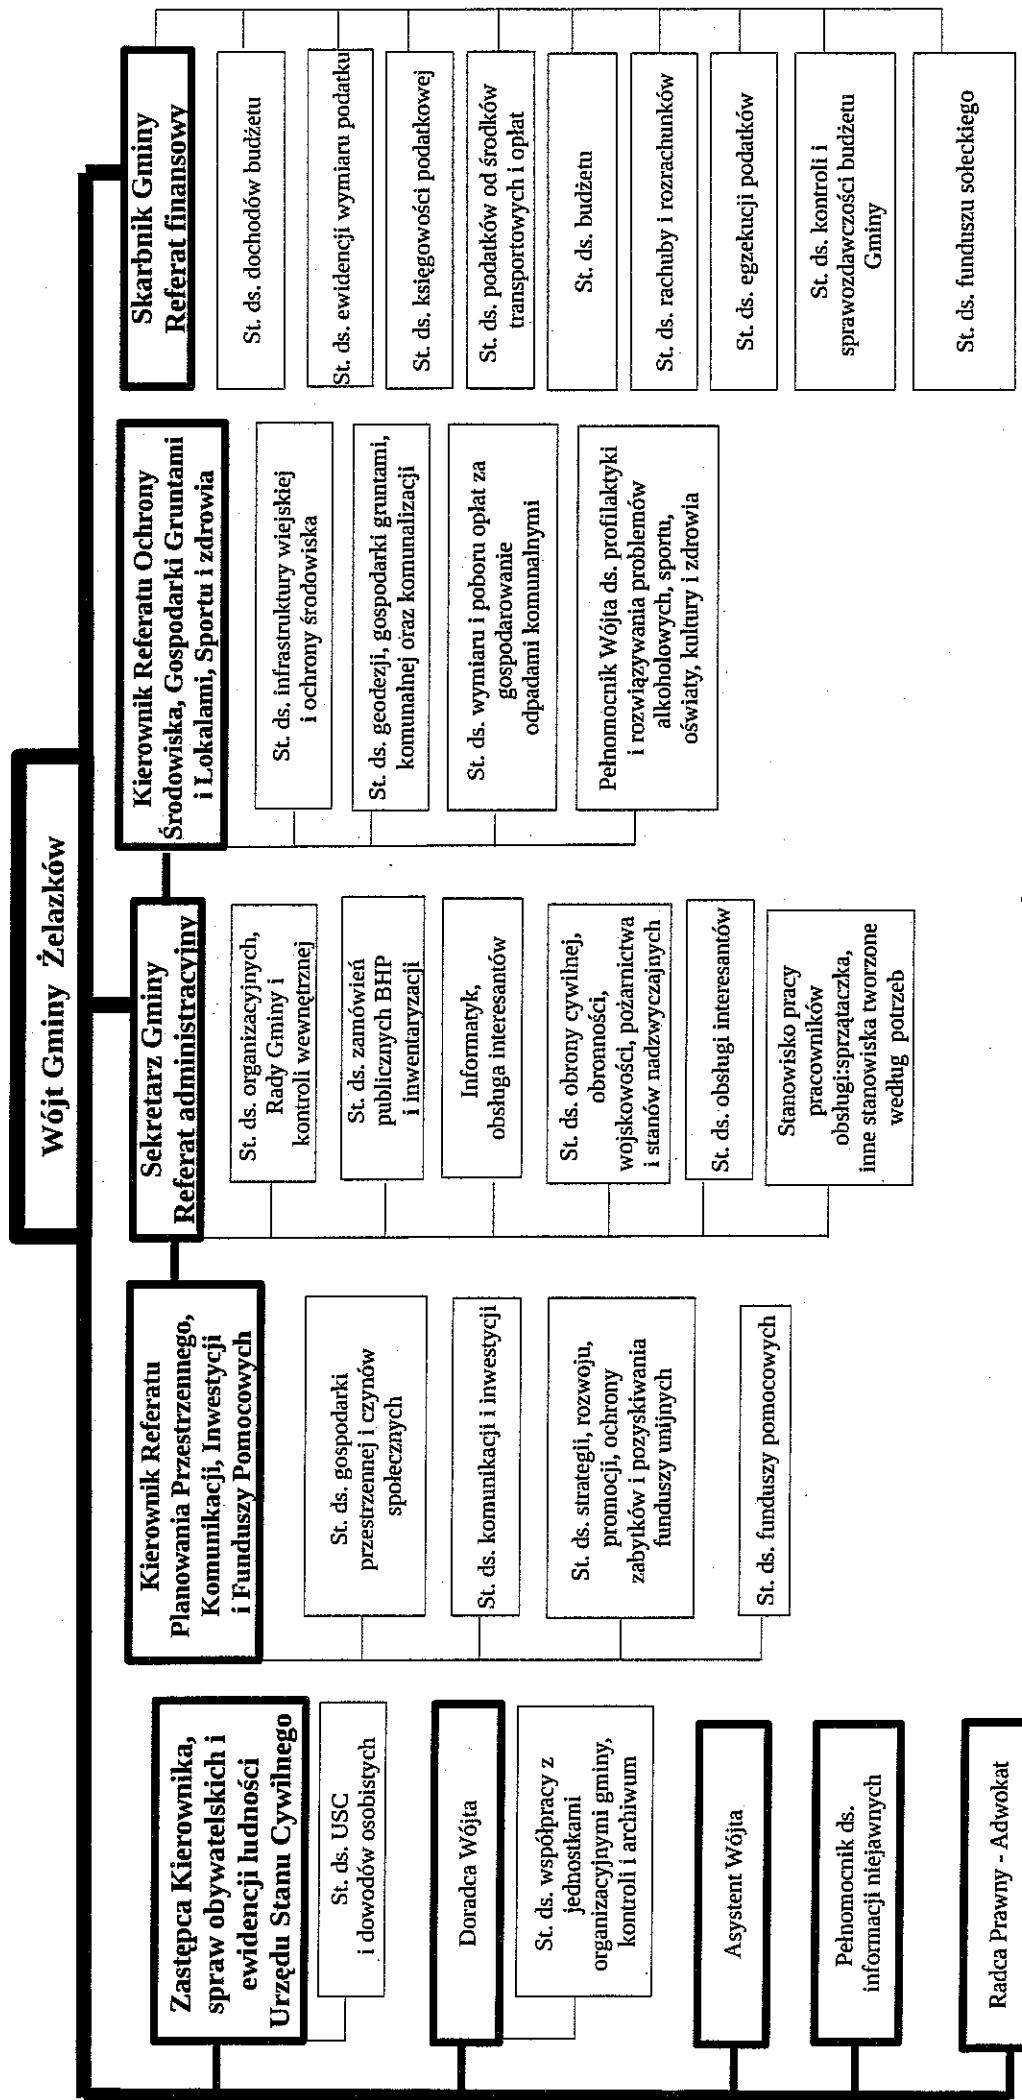 Wójt Gminy Żelazków
Zastępca Kierownika,
spraw obywatelskich i
ewidencji ludności
Urzędu Stanu Cywilnego
St. ds. USC
i dowodów osobistych
Doradca Wójta
St. ds. współpracy z
jednostkami
organizacyjnymi gminy,
kontroli i archiwum
Asystent Wójta
Pełnomocnik ds.
informacji niejawnych
Radca Prawny - Adwokat
Kierownik Referatu
Planowania Przestrzennego,
Komunikacji, Inwestycji
i Funduszy Pomocowych
St. ds. gospodarki
przestrzennej i czynów
społecznych
St. ds. komunikacji i inwestycji
St. ds. strategii, rozwoju,
promocji, ochrony
zabytków i pozyskiwania
funduszy unijnych
St. ds. funduszy pomocowych
Sekretarz Gminy
Referat administracyjny
St. ds. organizacyjnych,
Rady Gminy i
kontroli wewnętrznej
St. ds. zamówień
publicznych BHP
i inwentaryzacji
Informatyk,
obsługa interesantów
St. ds. obrony cywilnej,
obronności,
wojskowości, pożarnictwa
i stanów nadzwyczajnych
St. ds. obsługi interesantów
Stanowisko pracy
pracowników
obsługi:sprzątaczka,
inne stanowiska tworzone
według potrzeb
Kierownik Referatu Ochrony
Środowiska, Gospodarki Gruntami
i Lokalami, Sportu i zdrowia
St. ds. infrastruktury wiejskiej
i ochrony środowiska
St. ds. geodezji, gospodarki gruntami,
komunalnej oraz komunalizacji
St. ds. wymiaru i poboru opłat za
gospodarowanie
odpadami komunalnymi
Pełnomocnik Wójta ds. profilaktyki
i rozwiązywania problemów
alkoholowych, sportu,
oświaty, kultury i zdrowia
Skarbnik Gminy
Referat finansowy
St. ds. dochodów budżetu
St. ds. ewidencji wymiaru podatku
St. ds. księgowości podatkowej
St. ds. podatków od środków
transportowych i opłat
St. ds. budżetu
St. ds. rachuby i rozrachunków
St. ds. egzekucji podatków
St. ds. kontroli i
sprawozdawczości budżetu
Gminy
St. ds. funduszu sołeckiego